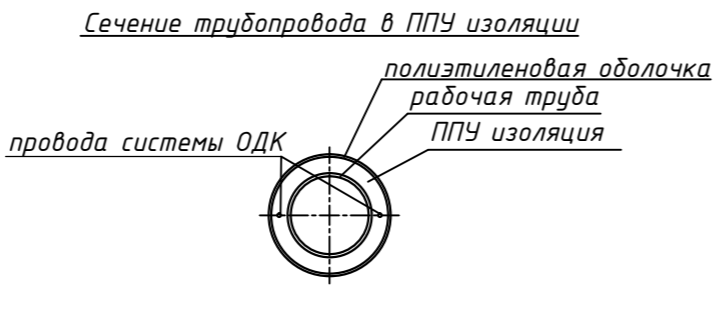 Сечение трубопровода в ППУ изоляции
полиэтиленовая оболочка
рабочая труба
ППУ изоляция
провода системы ОДК